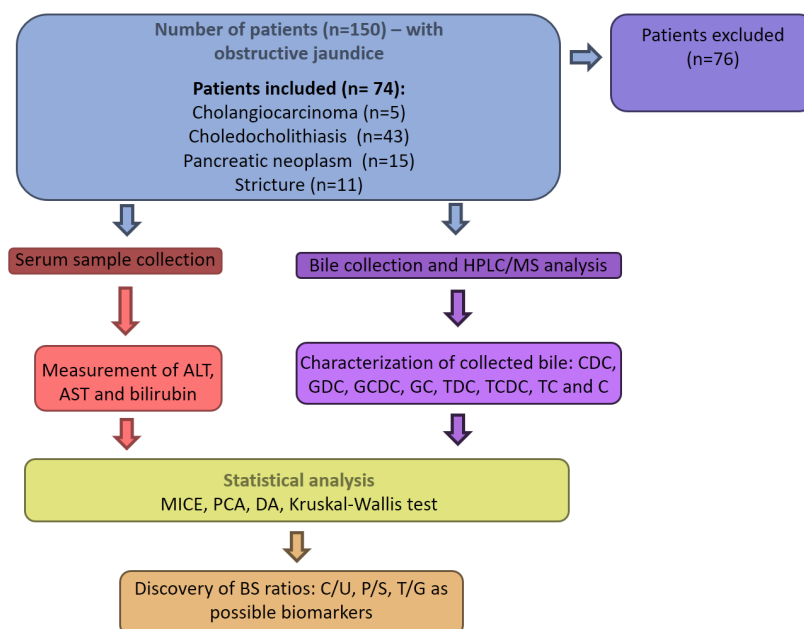 Number of patients (n=150) – with
obstructive jaundice
Patients included (n= 74):
Cholangiocarcinoma (n=5)
Choledocholithiasis (n=43)
Pancreatic neoplasm (n=15)
Stricture (n=11)
Patients excluded
(n=76)
Serum sample collection
Bile collection and HPLC/MS analysis
Measurement of ALT,
AST and bilirubin
Characterization of collected bile: CDC,
GDC, GCDC, GC, TDC, TCDC, TC and C
Statistical analysis
MICE, PCA, DA, Kruskal-Wallis test
Discovery of BS ratios: C/U, P/S, T/G as
possible biomarkers